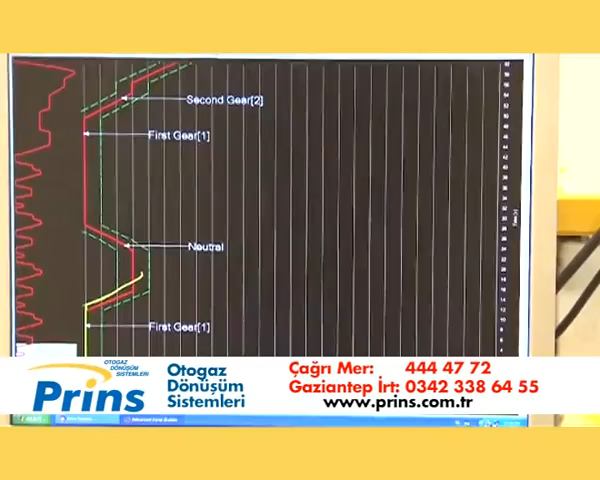 Second Gear[2]
First Gear[1]
Neutral
First Gear[1]
OTOGAZ
DÖNÜŞÜM
SİSTEMLERİ
Prins
Otogaz
Dönüşüm
Sistemleri
Çağrı Mer: 444 47 72
Gaziantep İrt: 0342 338 64 55
www.prins.com.tr